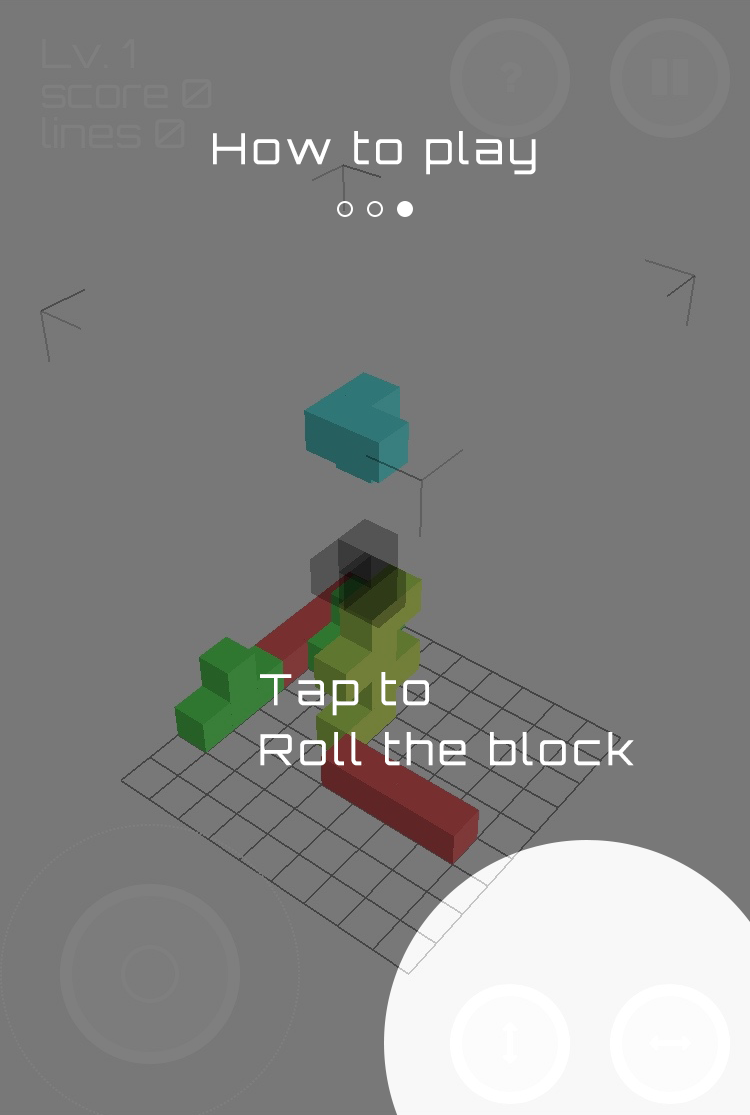 Lv. 1
score 0
lines 0
?
How to play
Tap to
Roll the block